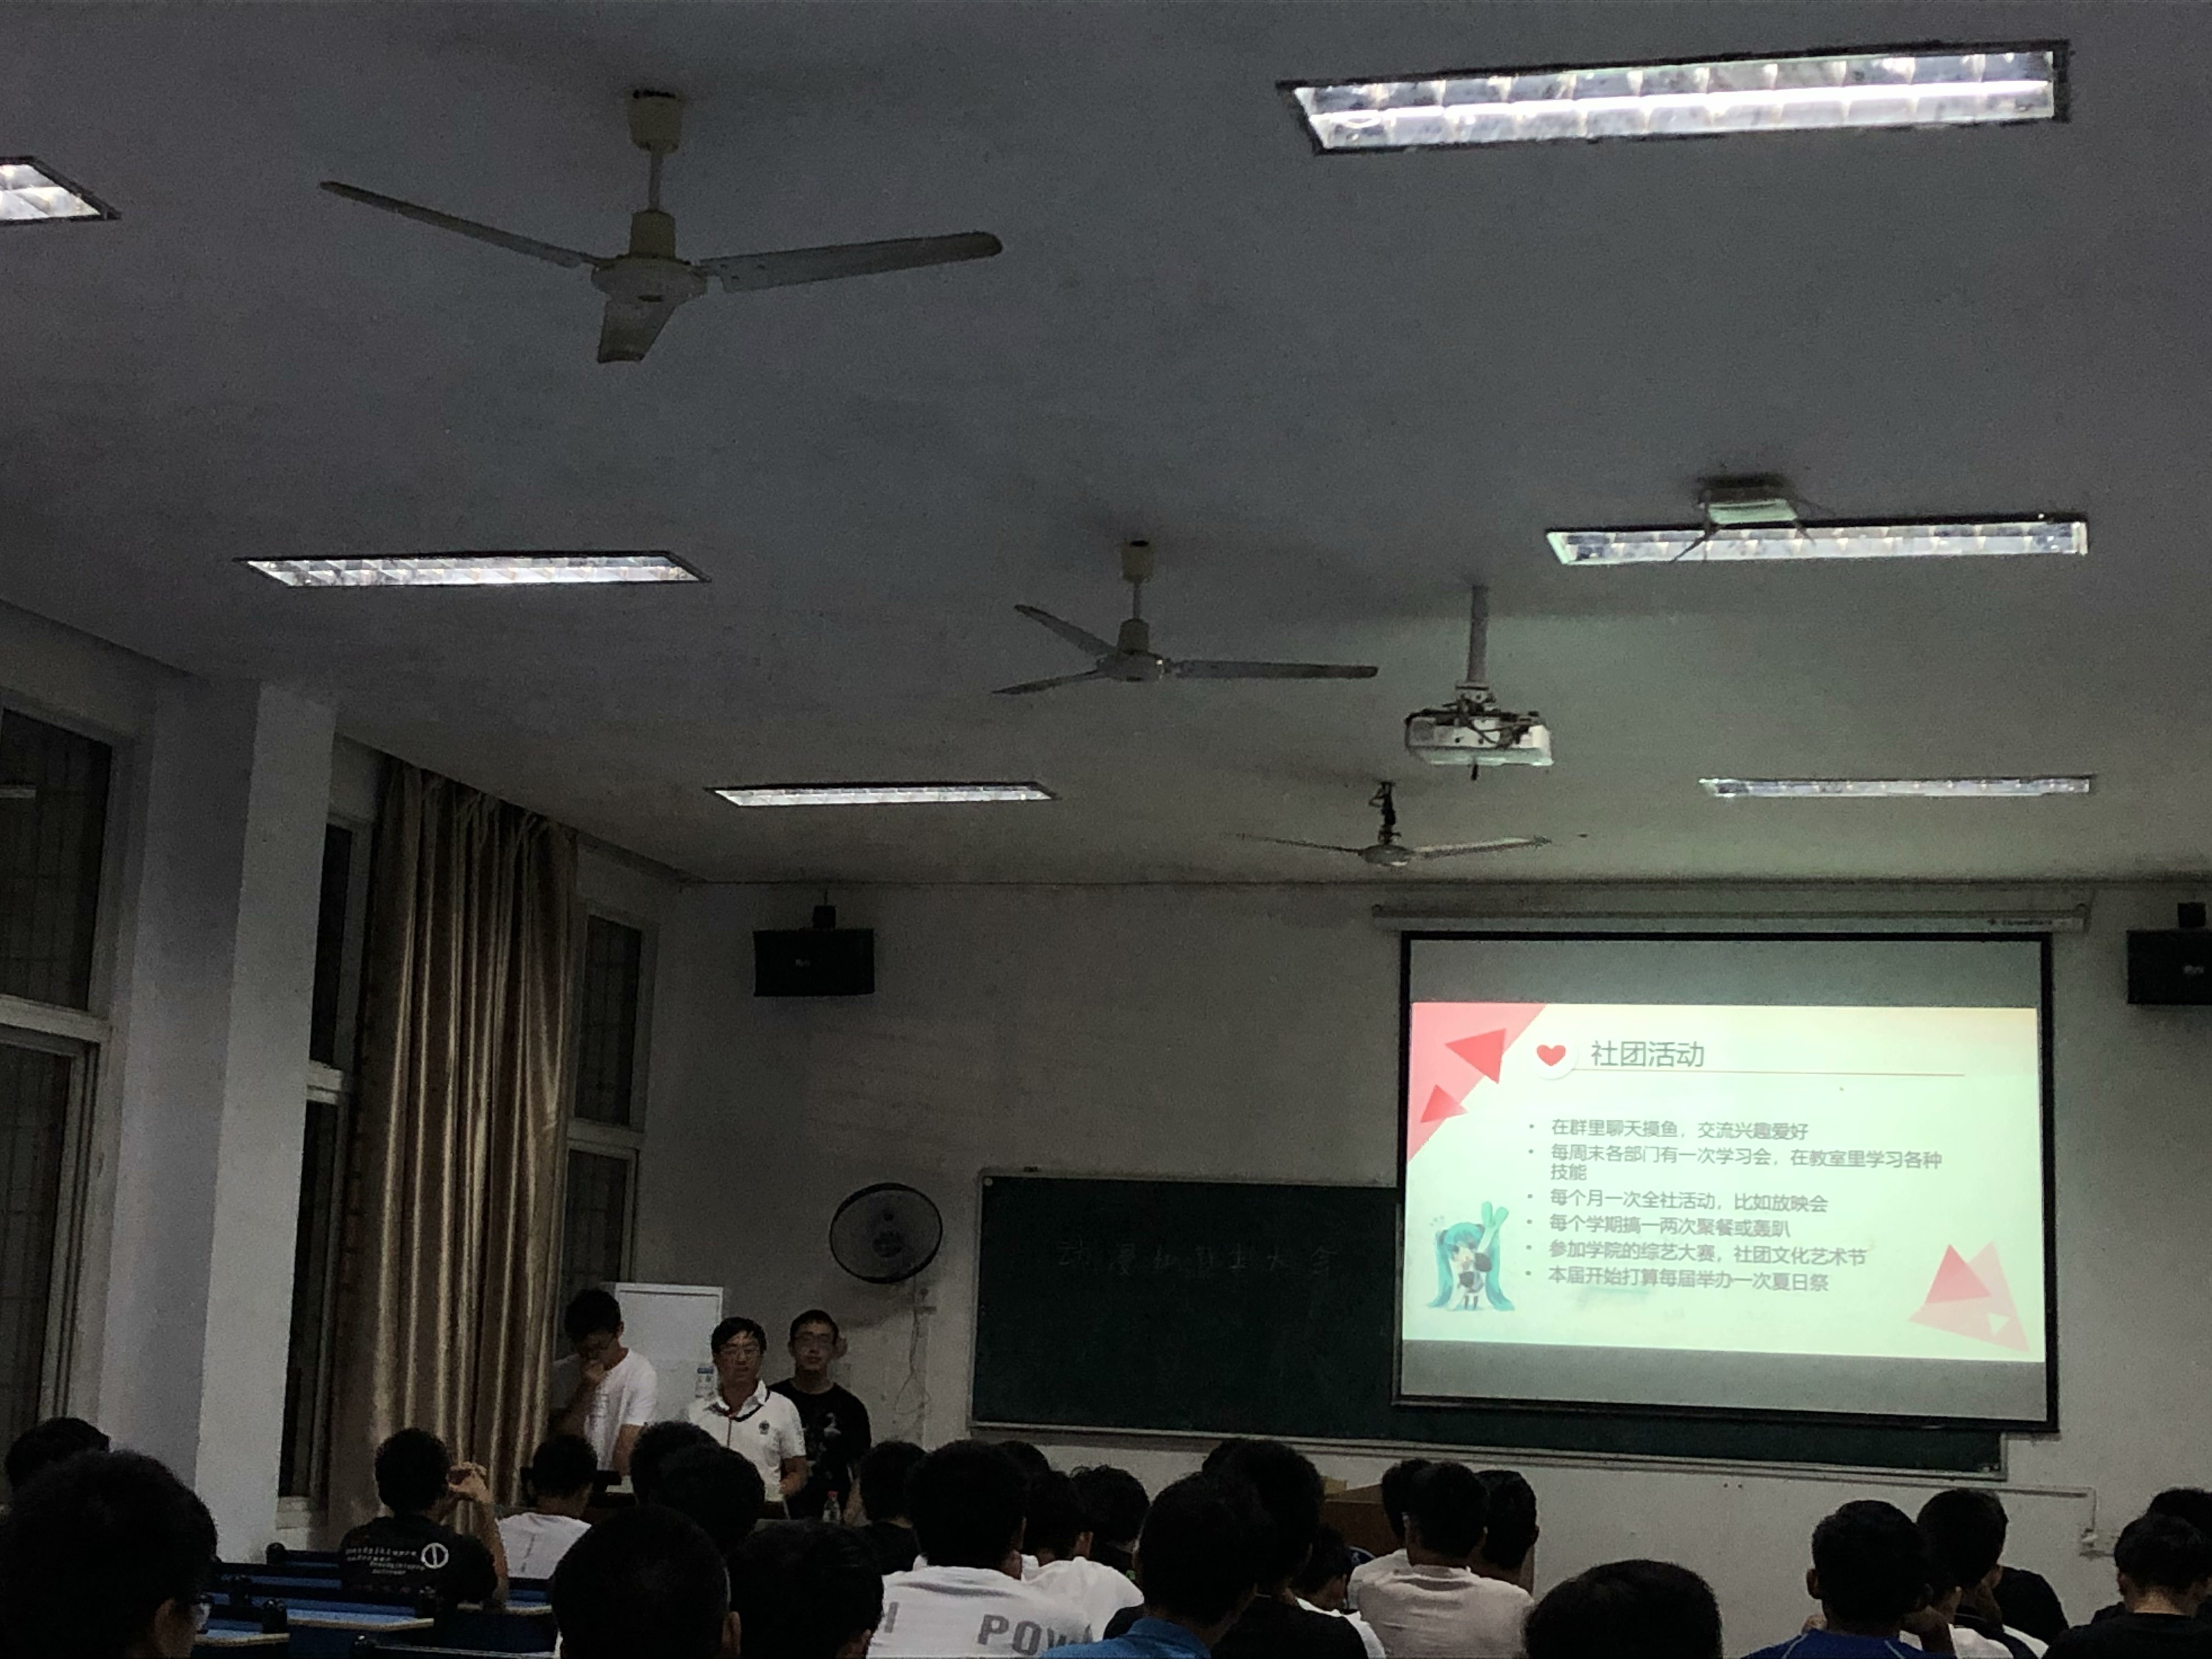 社团活动
在群里聊天摸鱼，交流兴趣爱好
每周末各部门有一次学习会，在教室里学习各种
技能
每个月一次全社活动，比如放映会
每个学期搞一两次聚餐或轰趴
参加学院的综艺大赛，社团文化艺术节
本届开始打算每届举办一次夏日祭
大会
POW